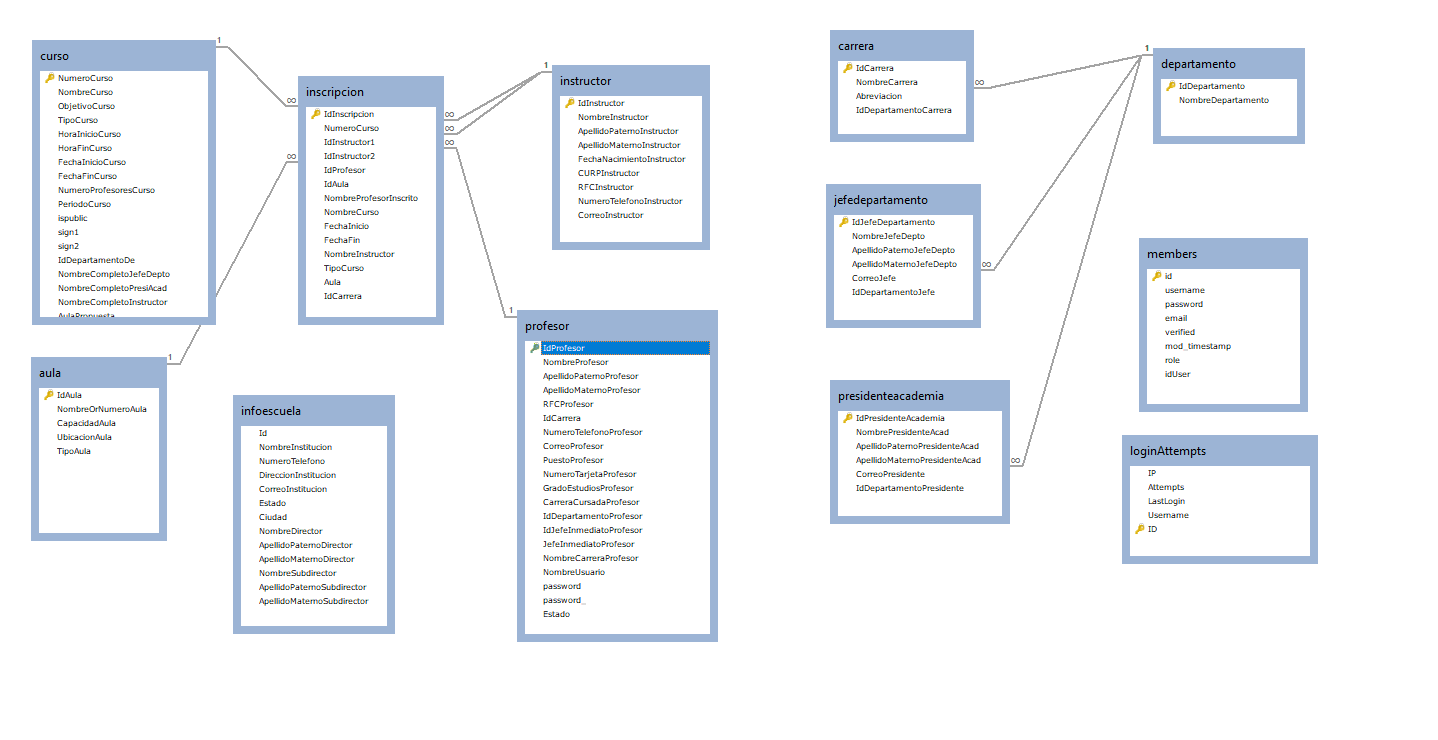 curso
NumeroCurso
NombreCurso
ObjetivoCurso
TipoCurso
HoraInicioCurso
HoraFinCurso
FechaInicioCurso
FechaFinCurso
NumeroProfesoresCurso
PeriodoCurso
ispublic
sign1
sign2
IdDepartamentoDe
NombreCompletoJefeDepto
NombreCompletoPresiAcad
NombreCompletoInstructor
AulaPropuesta
1
∞
∞
1
aula
IdAula
NombreOrNumeroAula
CapacidadAula
UbicacionAula
TipoAula
inscripcion
IdInscripcion
NumeroCurso
IdInstructor1
IdInstructor2
IdProfesor
IdAula
NombreProfesorInscrito
NombreCurso
FechaInicio
FechaFin
NombreInstructor
TipoCurso
Aula
IdCarrera
∞
∞
∞
1
1
infoescuela
Id
NombreInstitucion
NumeroTelefono
DireccionInstitucion
CorreoInstitucion
Estado
Ciudad
NombreDirector
ApellidoPaternoDirector
ApellidoMaternoDirector
NombreSubdirector
ApellidoPaternoSubdirector
ApellidoMaternoSubdirector
instructor
IdInstructor
NombreInstructor
ApellidoPaternoInstructor
ApellidoMaternoInstructor
FechaNacimientoInstructor
CURPInstructor
RFCInstructor
NumeroTelefonoInstructor
CorreoInstructor
profesor
IdProfesor
NombreProfesor
ApellidoPaternoProfesor
ApellidoMaternoProfesor
RFCProfesor
IdCarrera
NumeroTelefonoProfesor
CorreoProfesor
PuestoProfesor
NumeroTarjetaProfesor
GradoEstudiosProfesor
CarreraCursadaProfesor
IdDepartamentoProfesor
IdJefeInmediatoProfesor
JefeInmediatoProfesor
NombreCarreraProfesor
NombreUsuario
password
password_
Estado
carrera
IdCarrera
NombreCarrera
Abreviacion
IdDepartamentoCarrera
∞
1
departamento
IdDepartamento
NombreDepartamento
jefedepartamento
IdJefeDepartamento
NombreJefeDepto
ApellidoPaternoJefeDepto
ApellidoMaternoJefeDepto
CorreoJefe
IdDepartamentoJefe
∞
presidenteacademia
IdPresidenteAcademia
NombrePresidenteAcad
ApellidoPaternoPresidenteAcad
ApellidoMaternoPresidenteAcad
CorreoPresidente
IdDepartamentoPresidente
∞
members
id
username
password
email
verified
mod_timestamp
role
idUser
loginAttempts
IP
Attempts
LastLogin
Username
ID